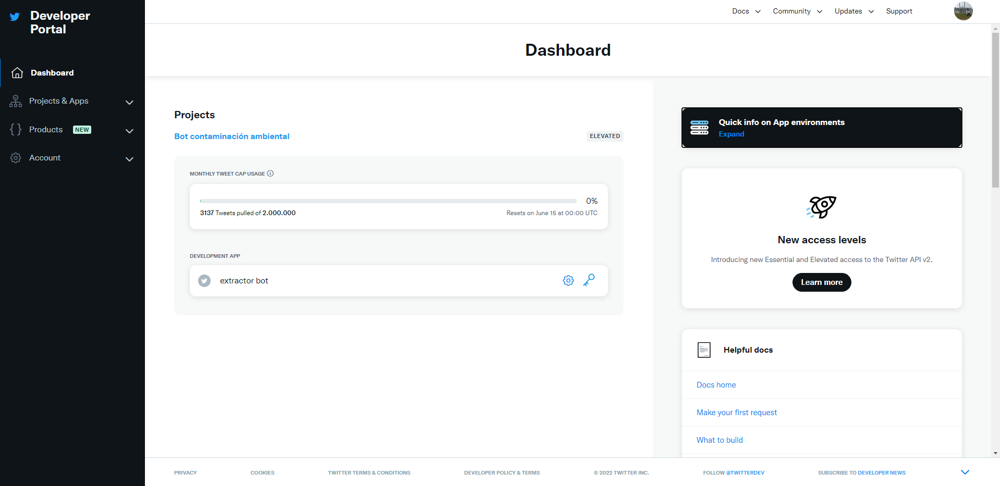 Developer
Portal
Docs
Community
Updates
Support
Dashboard
Projects & Apps
Products NEW
Account
Dashboard
Projects
Bot contaminación ambiental
ELEVATED
MONTHLY TWEET CAP USAGE
0%
3137 Tweets pulled of 2.000.000
Resets on June 15 at 00:00 UTC
DEVELOPMENT APP
extractor bot
Quick info on App environments
Expand
New access levels
Introducing new Essential and Elevated access to the Twitter API v2.
Learn more
Helpful docs
Docs home
Make your first request
What to build
PRIVACY
COOKIES
TWITTER TERMS & CONDITIONS
DEVELOPER POLICY & TERMS
© 2022 TWITTER INC.
FOLLOW @TWITTERDEV
SUBSCRIBE TO DEVELOPER NEWS